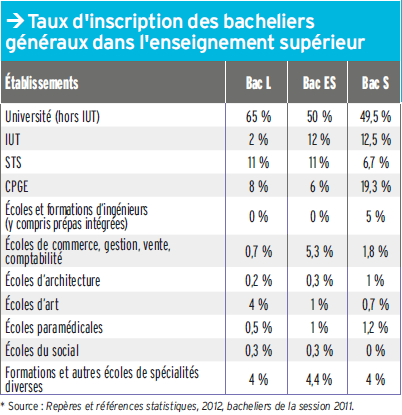 → Taux d'inscription des bacheliers
généraux dans l'enseignement supérieur
Établissements Bac L Bac ES Bac S
Université (hors IUT) 65 % 50 % 49,5 %
IUT 2 % 12 % 12,5 %
STS 11 % 11 % 6,7 %
CPGE 8 % 6 % 19,3 %
Écoles et formations d'ingénieurs
(y compris prépas intégrées) 0 % 0 % 5 %
Écoles de commerce, gestion, vente,
comptabilité 0,7 % 5,3 % 1,8 %
Écoles d'architecture 0,2 % 0,3 % 1 %
Écoles d'art 4 % 1 % 0,7 %
Écoles paramédicales 0,5 % 1 % 1,2 %
Écoles du social 0,3 % 0,3 % 0 %
Formations et autres écoles de spécialités
diverses 4 % 4,4 % 4 %
* Source : Repères et références statistiques, 2012, bacheliers de la session 2011.